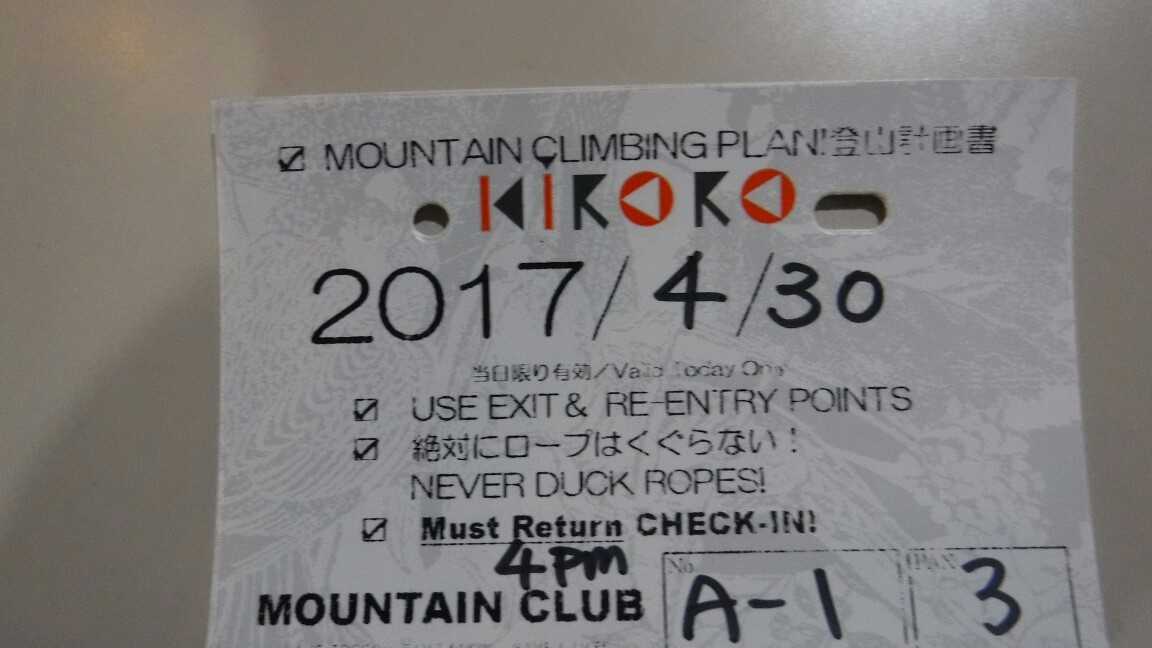 ☑ MOUNTAIN CLIMBING PLAN!登山計画書
KIRORO
2017/4/30
当日限り有効/Valid Today Only
☑ USE EXIT & RE-ENTRY POINTS
☑ 絶対にロープはくぐらない!
NEVER DUCK ROPES!
☑ Must Return CHECK-IN!
4pm
MOUNTAIN CLUB
No. A-1
3